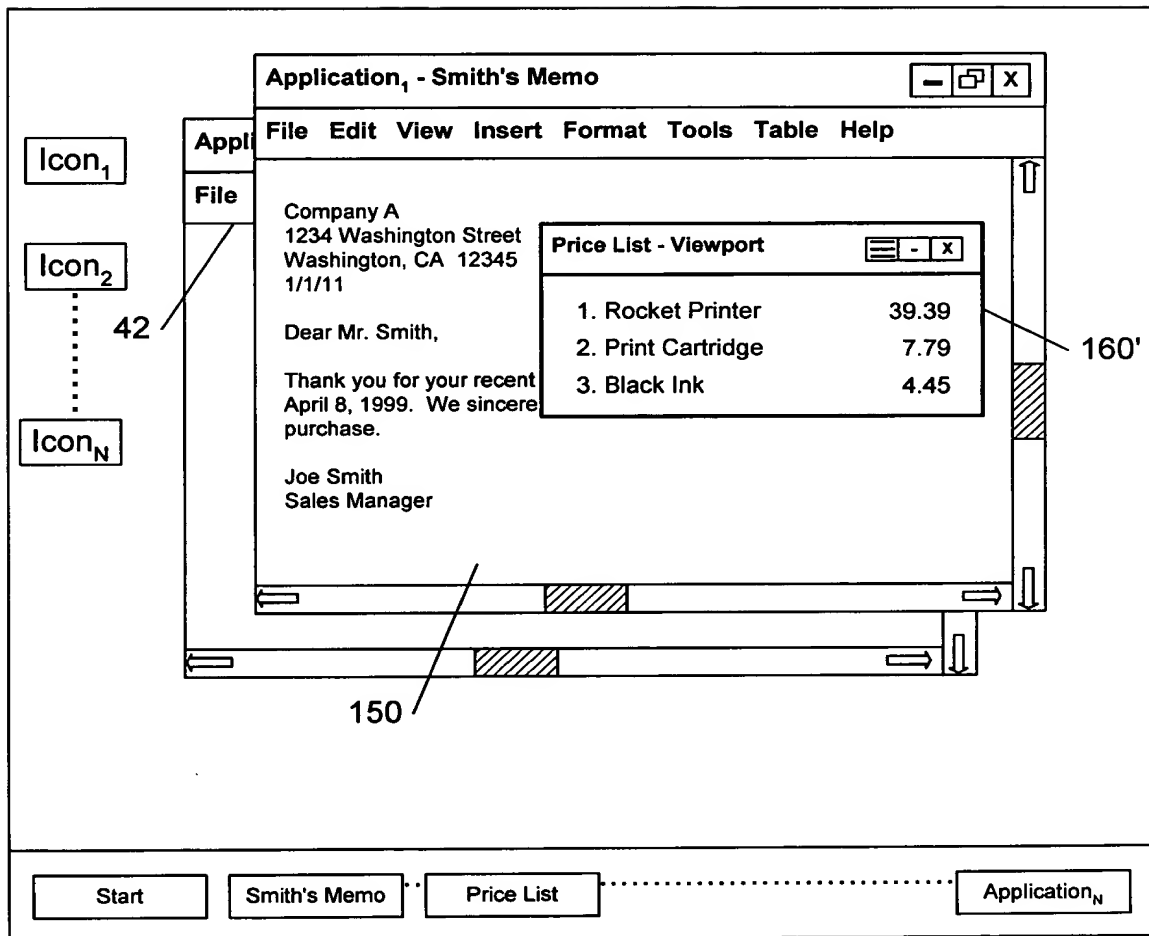 Application₁ - Smith's Memo
- X
File Edit View Insert Format Tools Table Help
Appli
File
Icon₁
Icon₂
Icon_N
42
Company A
1234 Washington Street
Washington, CA 12345
1/1/11
Dear Mr. Smith,
Thank you for your recent
April 8, 1999. We sincere
purchase.
Joe Smith
Sales Manager
Price List - Viewport
- X
1. Rocket Printer 39.39
2. Print Cartridge 7.79
3. Black Ink 4.45
160'
150
Start
Smith's Memo
Price List
Application_N